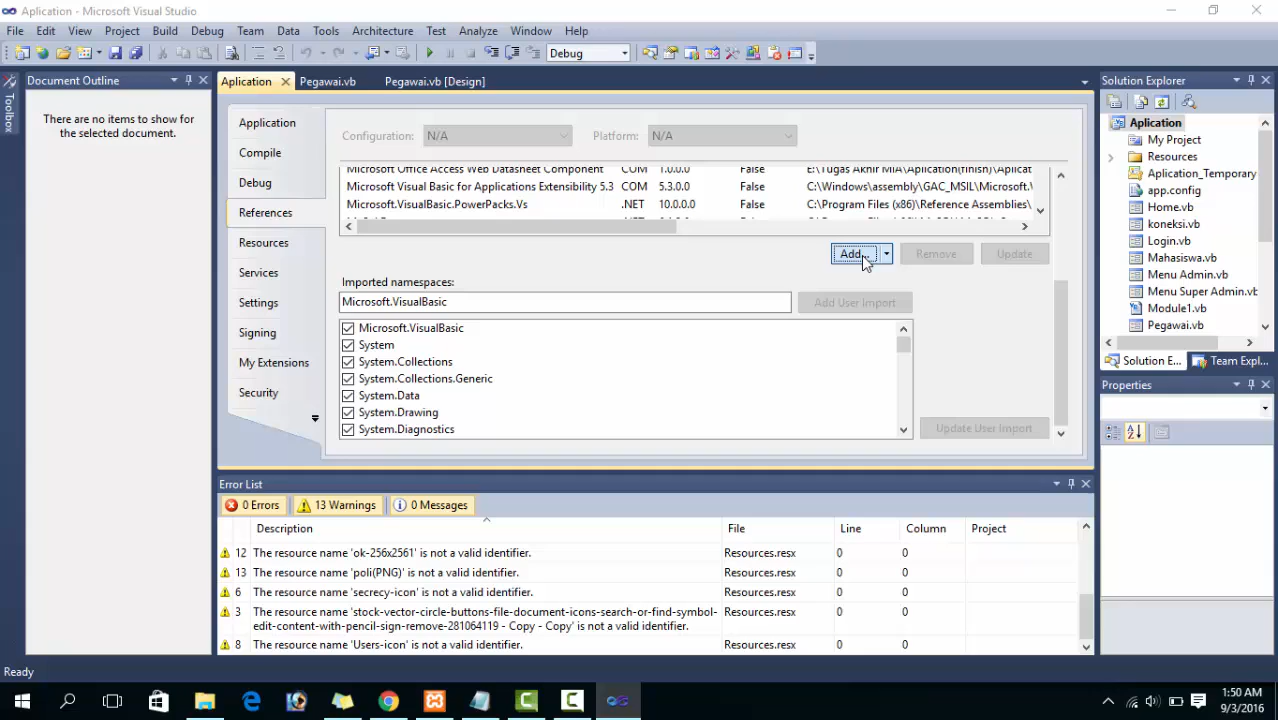 Aplication - Microsoft Visual Studio
File Edit View Project Build Debug Team Data Tools Architecture Test Analyze Window Help
Debug
Toolbox
Document Outline
There are no items to show for
the selected document.
Aplication Pegawai.vb Pegawai.vb [Design]
Application
Compile
Debug
References
Resources
Services
Settings
Signing
My Extensions
Security
Configuration: N/A Platform: N/A
Microsoft Office Access Web Datasheet Component COM 1.0.0.0 False E:\Tugas Akhir MIA\Aplication(finish)\Aplicat
Microsoft Visual Basic for Applications Extensibility 5.3 COM 5.3.0.0 False C:\Windows\assembly\GAC_MSIL\Microsoft.\
Microsoft.VisualBasic.PowerPacks.Vs .NET 10.0.0.0 False C:\Program Files (x86)\Reference Assemblies\
Add... Remove Update
Imported namespaces:
Microsoft.VisualBasic Add User Import
Microsoft.VisualBasic
System
System.Collections
System.Collections.Generic
System.Data
System.Drawing
System.Diagnostics
Update User Import
Solution Explorer
Aplication
My Project
Resources
Aplication_Temporary
app.config
Home.vb
koneksi.vb
Login.vb
Mahasiswa.vb
Menu Admin.vb
Menu Super Admin.vb
Module1.vb
Pegawai.vb
Solution E... Team Expl...
Properties
Error List
0 Errors 13 Warnings 0 Messages
Description File Line Column Project
12 The resource name 'ok-256x2561' is not a valid identifier. Resources.resx 0 0
13 The resource name 'poli(PNG)' is not a valid identifier. Resources.resx 0 0
6 The resource name 'secrecy-icon' is not a valid identifier. Resources.resx 0 0
3 The resource name 'stock-vector-circle-buttons-file-document-icons-search-or-find-symbol- Resources.resx 0 0
edit-content-with-pencil-sign-remove-281064119 - Copy - Copy' is not a valid identifier.
8 The resource name 'Users-icon' is not a valid identifier. Resources.resx 0 0
Ready
1:50 AM
9/3/2016